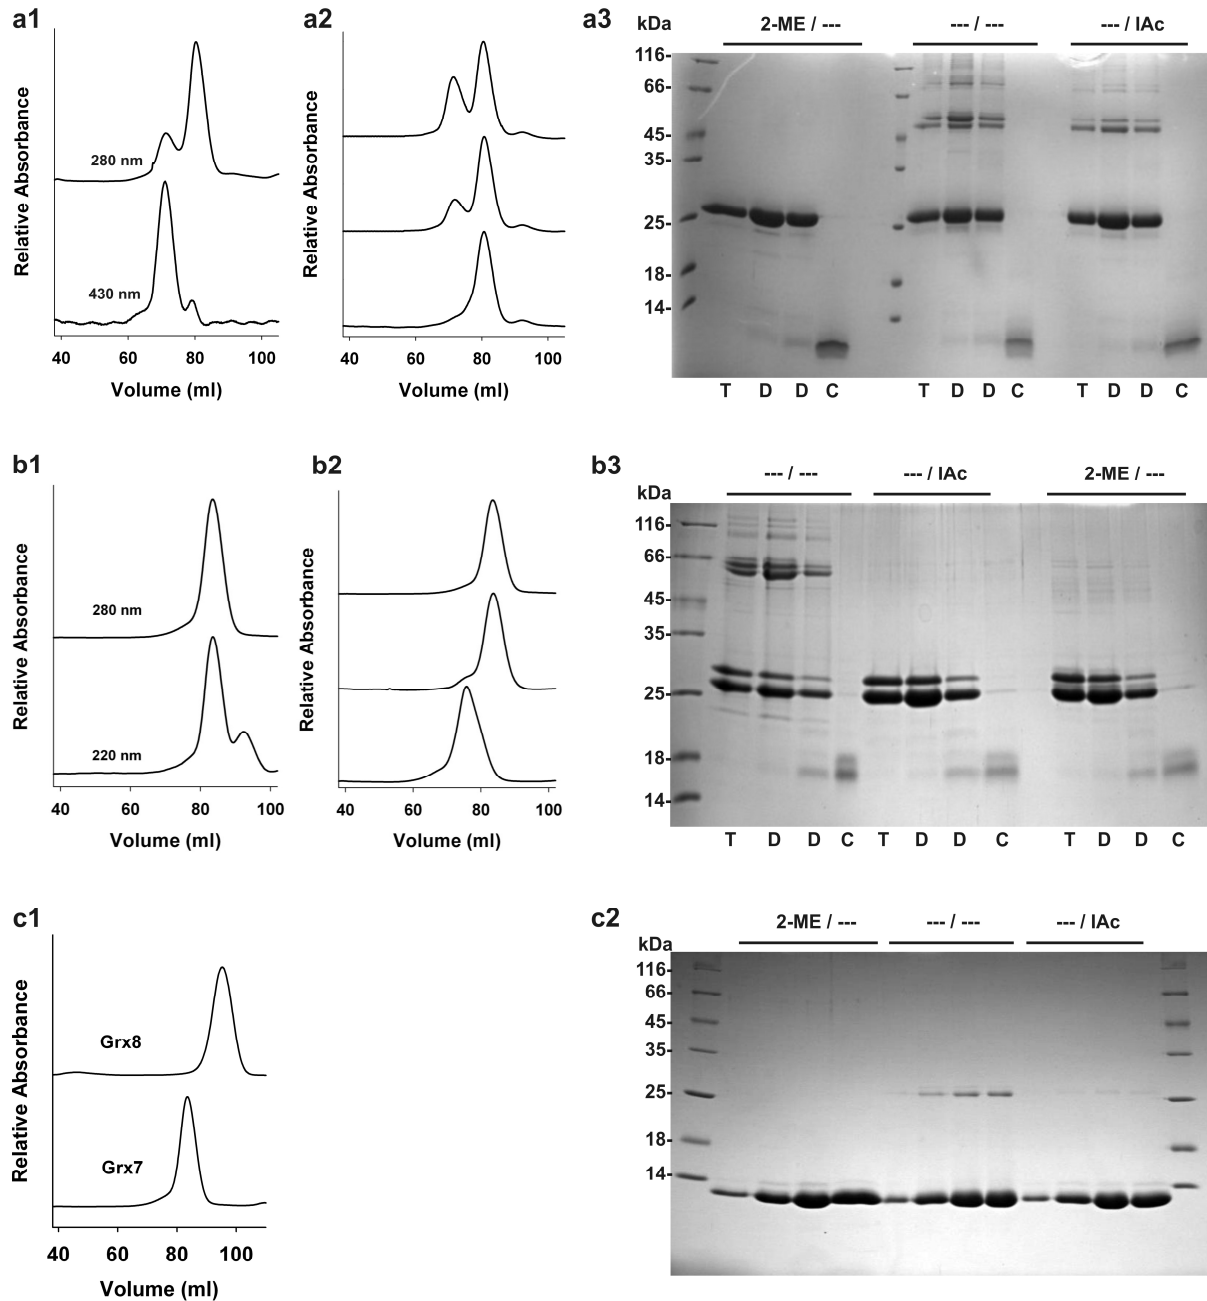 a1
Relative Absorbance
280 nm
430 nm
40 60 80 100
Volume (ml)
a2
Relative Absorbance
40 60 80 100
Volume (ml)
a3
kDa 2-ME / --- --- / --- --- / IAc
116-
66-
45-
35-
25-
18-
14-
T D D C T D D C T D D C
b1
Relative Absorbance
280 nm
220 nm
40 60 80 100
Volume (ml)
b2
Relative Absorbance
40 60 80 100
Volume (ml)
b3
--- / --- --- / IAc 2-ME / ---
kDa
116-
66-
45-
35-
25-
18-
14-
T D D C T D D C T D D C
c1
Relative Absorbance
Grx8
Grx7
40 60 80 100
Volume (ml)
c2
2-ME / --- --- / --- --- / IAc
kDa
116-
66-
45-
35-
25-
18-
14-